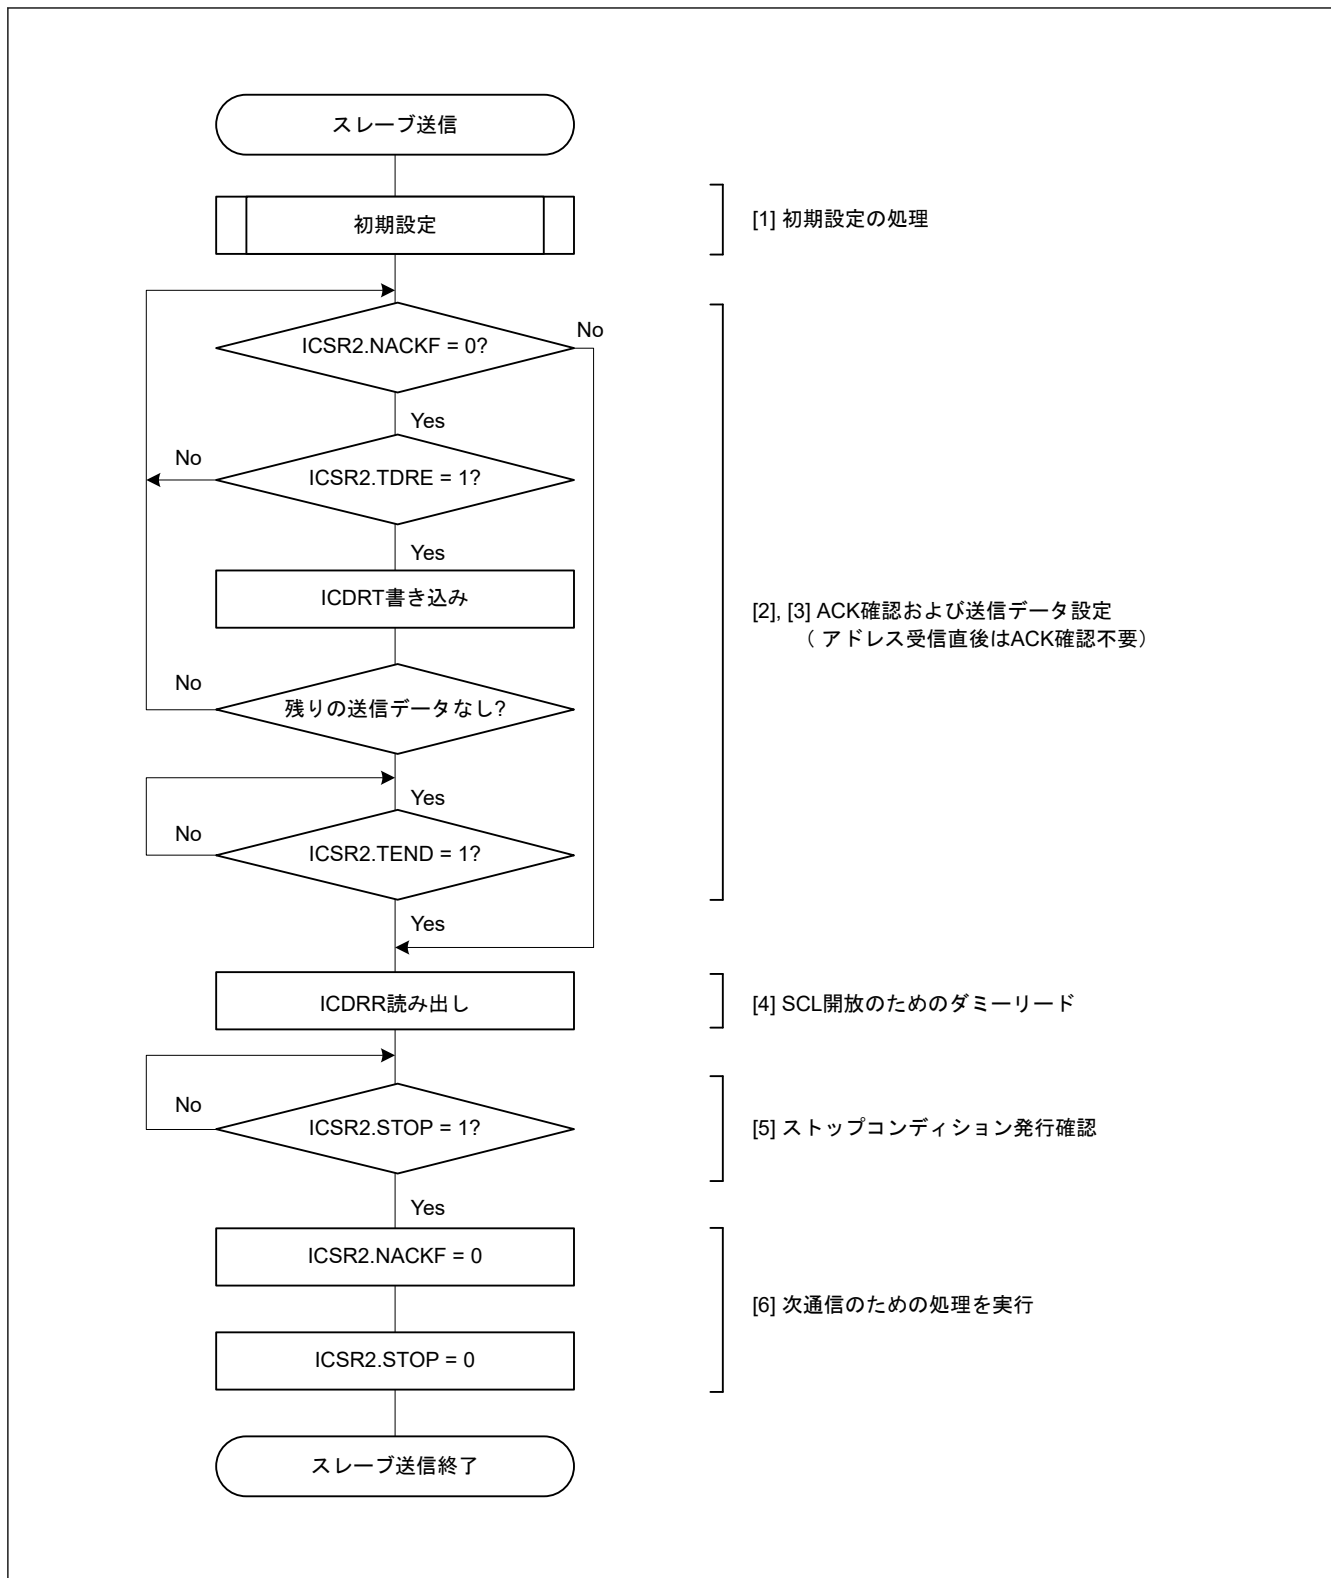 スレーブ送信
初期設定
[1] 初期設定の処理
ICSR2.NACKF = 0?
No
Yes
ICSR2.TDRE = 1?
No
Yes
ICDRT書き込み
[2], [3] ACK確認および送信データ設定
（ アドレス受信直後はACK確認不要）
残りの送信データなし?
No
Yes
ICSR2.TEND = 1?
No
Yes
ICDRR読み出し
[4] SCL開放のためのダミーリード
ICSR2.STOP = 1?
No
[5] ストップコンディション発行確認
Yes
ICSR2.NACKF = 0
[6] 次通信のための処理を実行
ICSR2.STOP = 0
スレーブ送信終了